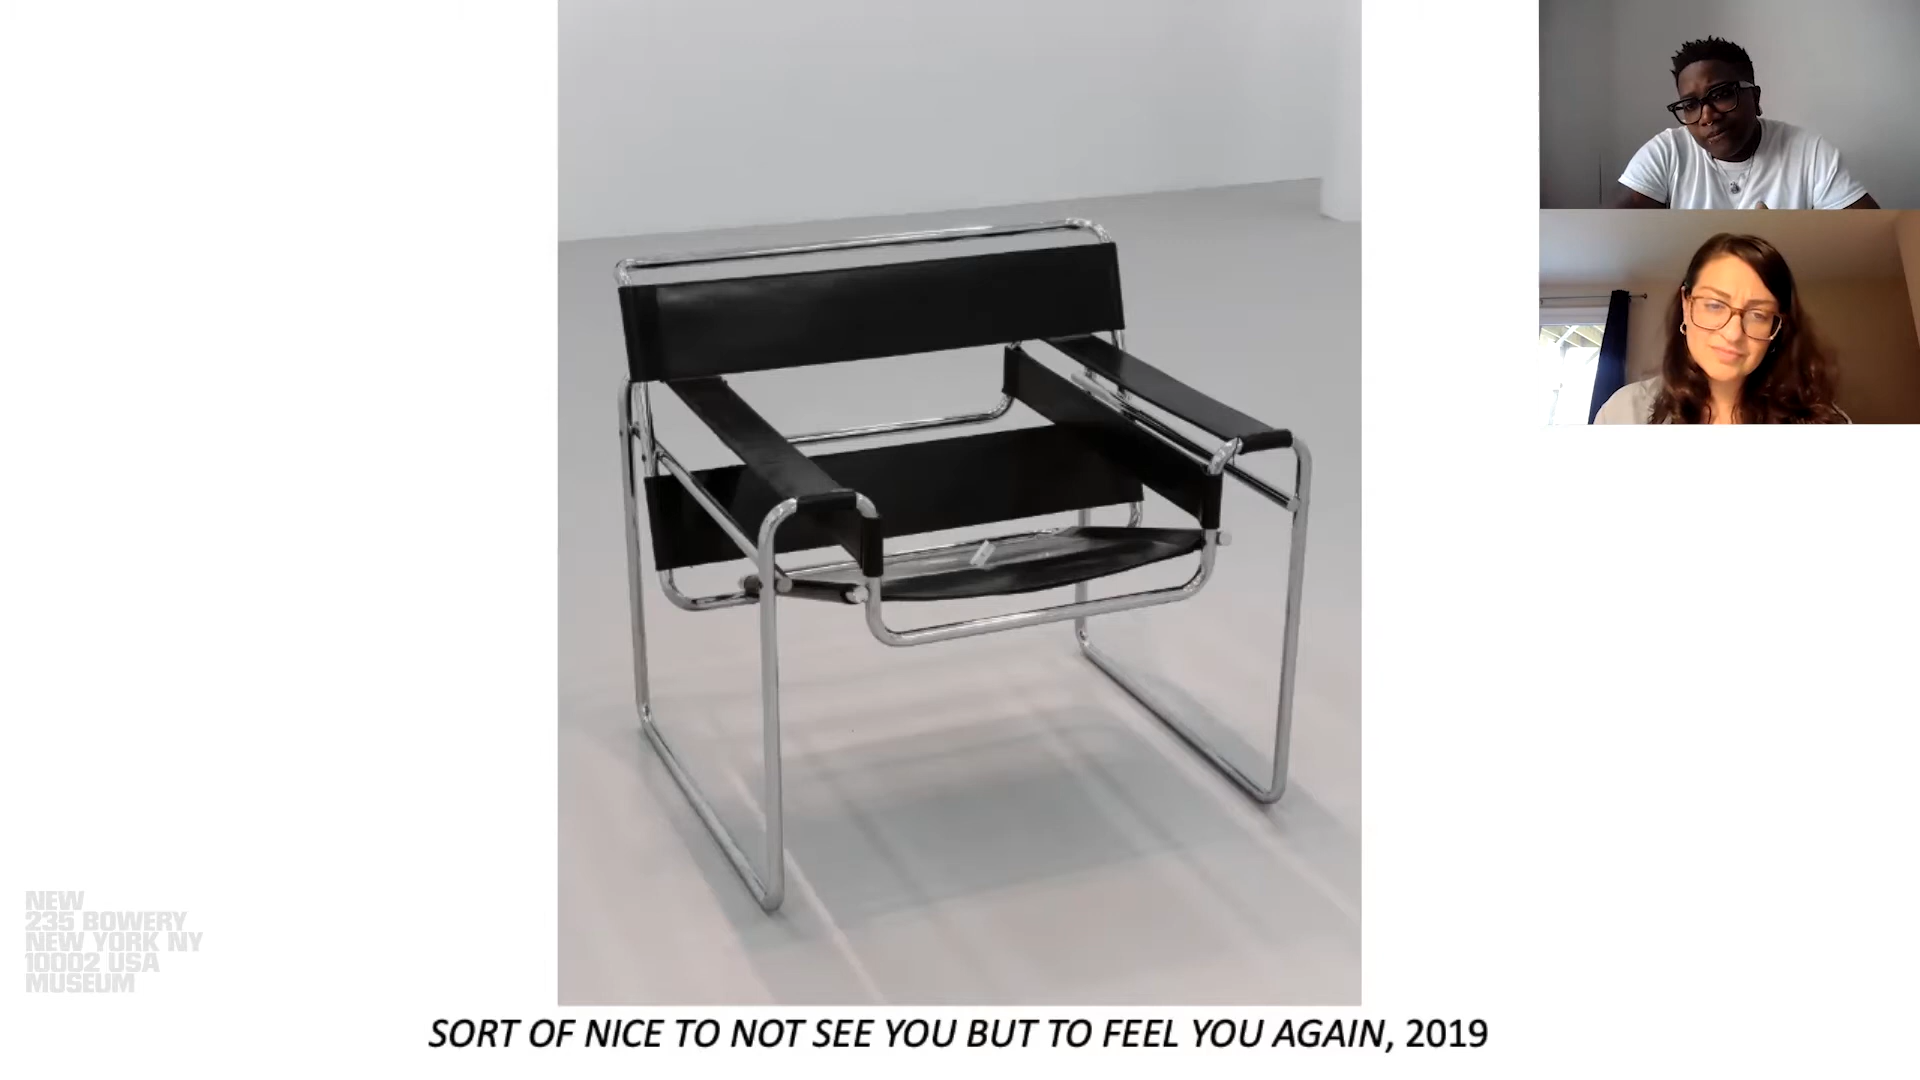 NEW
235 BOWERY
NEW YORK NY
10002 USA
MUSEUM
SORT OF NICE TO NOT SEE YOU BUT TO FEEL YOU AGAIN, 2019